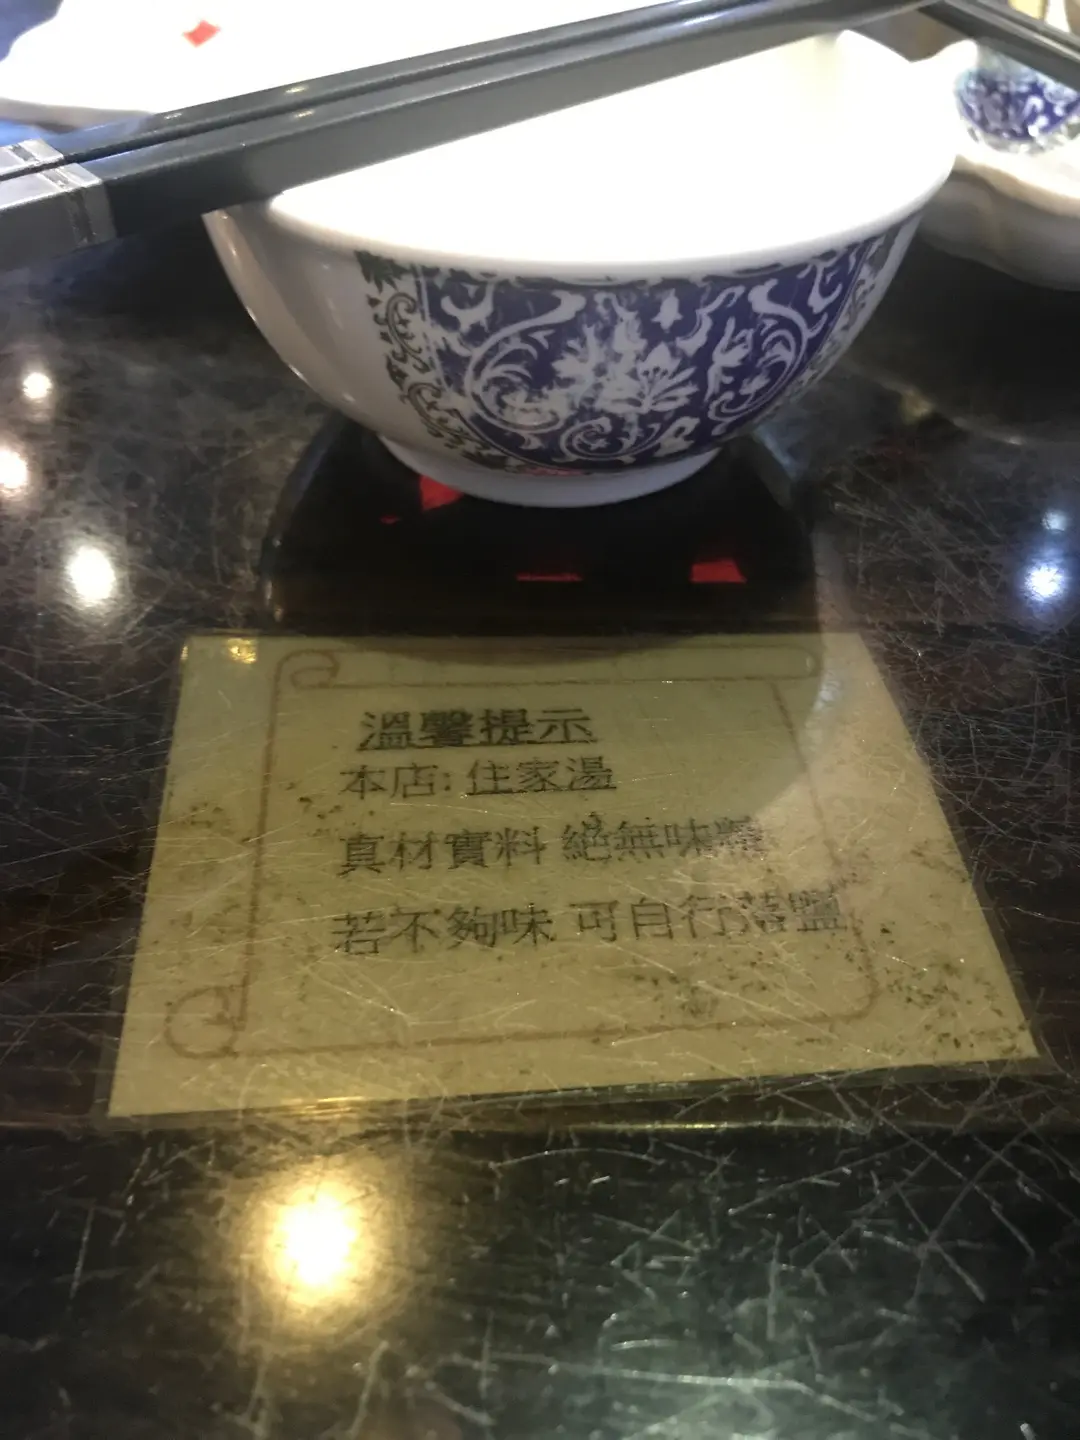 溫馨提示
本店: 住家湯
真材實料 絕無味精
若不夠味 可自行落鹽